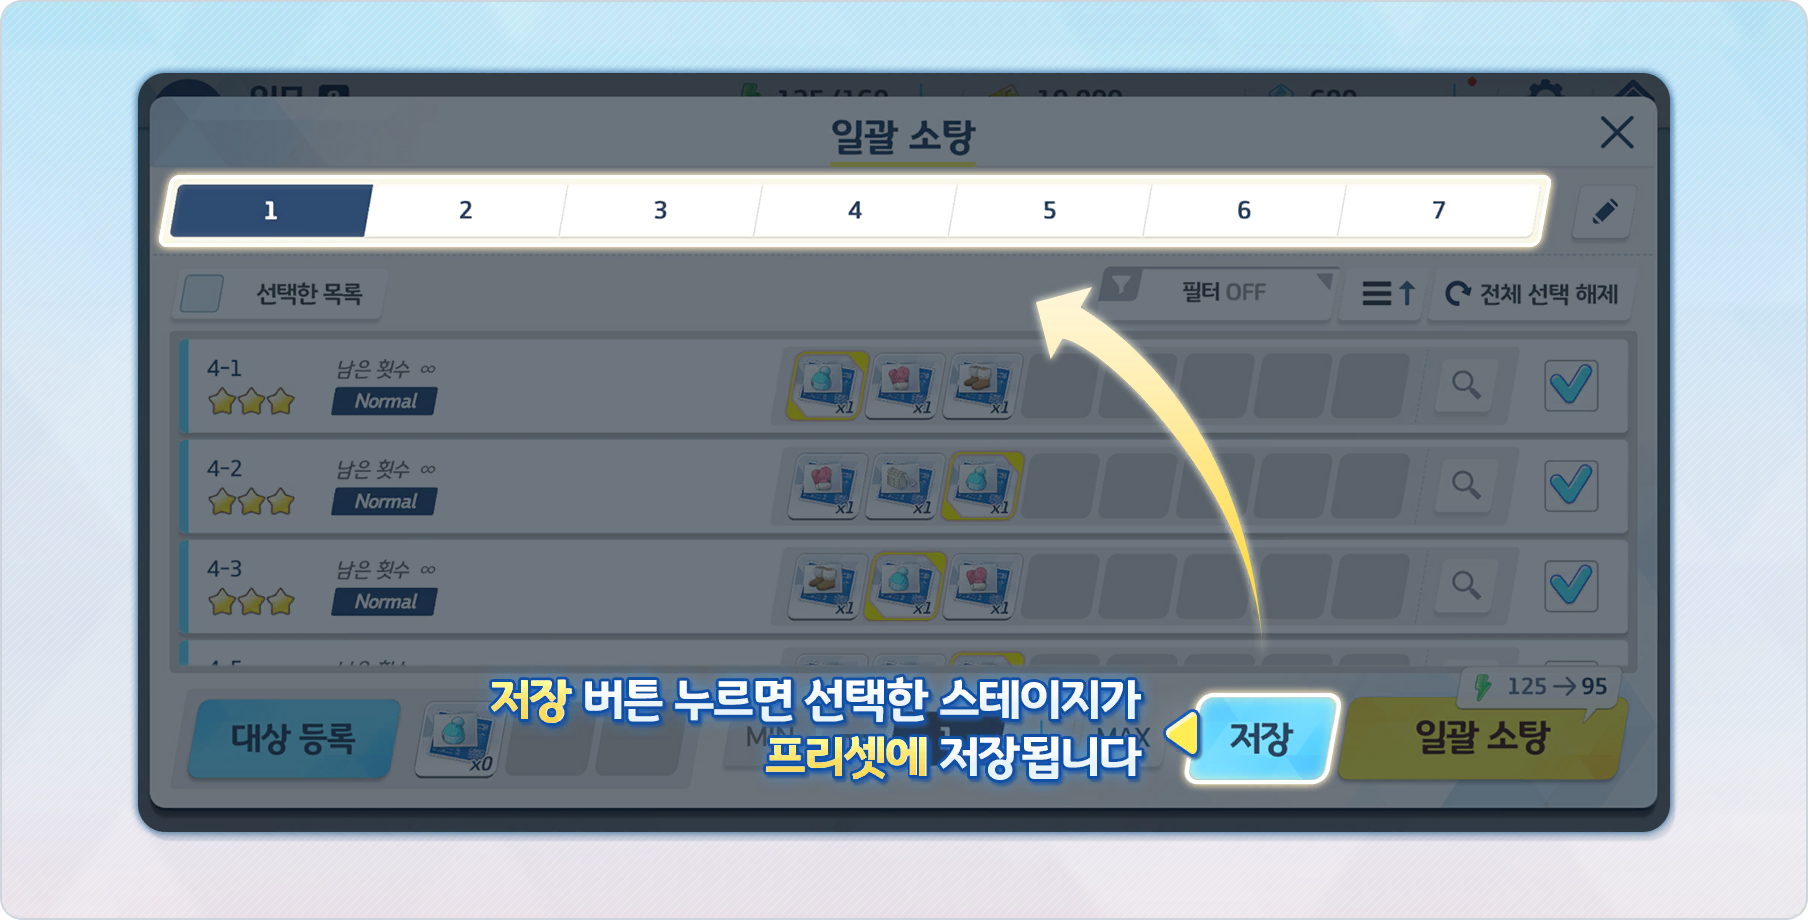 일괄 소탕
1 2 3 4 5 6 7
선택한 목록
필터 OFF
전체 선택 해제
4-1
남은 횟수 ∞
Normal
x1 x1 x1
4-2
남은 횟수 ∞
Normal
x1 x1 x1
4-3
남은 횟수 ∞
Normal
x1 x1 x1
125→95
저장 버튼 누르면 선택한 스테이지가
프리셋에 저장됩니다
대상 등록
x0
MAX
저장
일괄 소탕